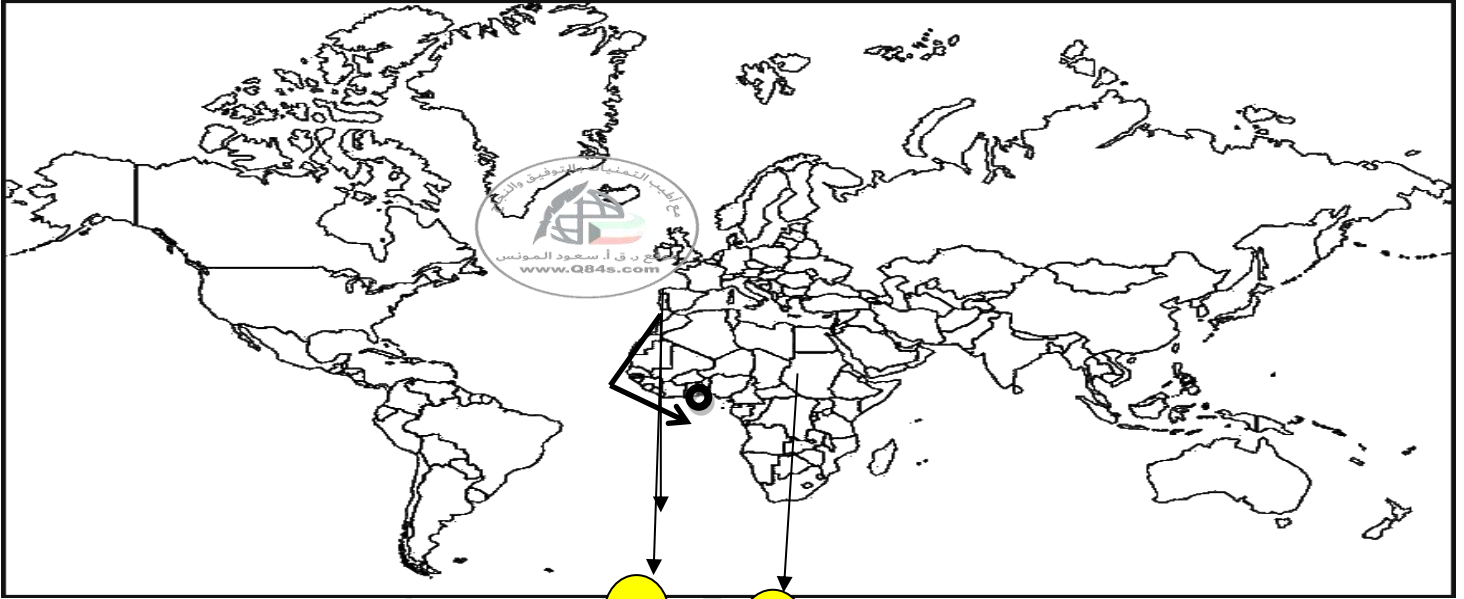 مع أطيب التمنيات بالتوفيق والنجاح
موقع ر.ق أ. سعود المونس
www.Q84s.com